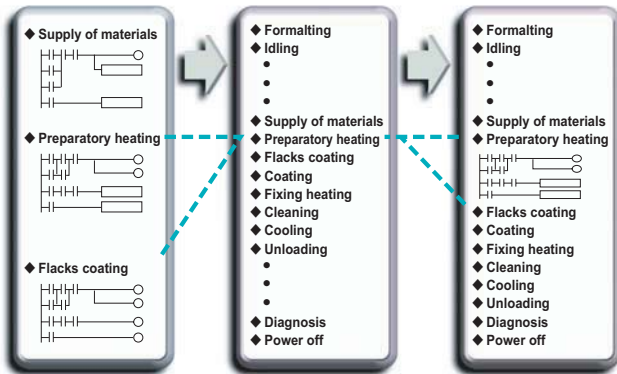 ◆ Supply of materials
◆ Preparatory heating
◆ Flacks coating
◆ Formalting
◆ Idling
•
•
•
◆ Supply of materials
◆ Preparatory heating
◆ Flacks coating
◆ Coating
◆ Fixing heating
◆ Cleaning
◆ Cooling
◆ Unloading
•
•
•
◆ Diagnosis
◆ Power off
◆ Formalting
◆ Idling
•
•
•
◆ Supply of materials
◆ Preparatory heating
◆ Flacks coating
◆ Coating
◆ Fixing heating
◆ Cleaning
◆ Cooling
◆ Unloading
◆ Diagnosis
◆ Power off